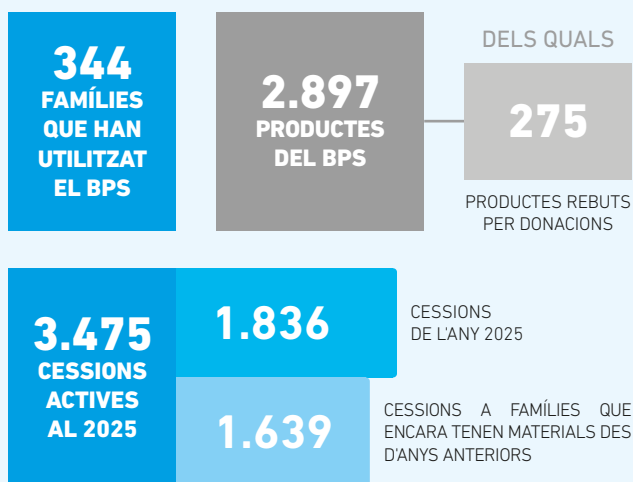 344
FAMÍLIES
QUE HAN
UTILITZAT
EL BPS
2.897
PRODUCTES
DEL BPS
DELS QUALS
275
PRODUCTES REBUTS
PER DONACIONS
3.475
CESSIONS
ACTIVES
AL 2025
1.836
CESSIONS
DE L'ANY 2025
1.639
CESSIONS A FAMÍLIES QUE
ENCARA TENEN MATERIALS DES
D'ANYS ANTERIORS